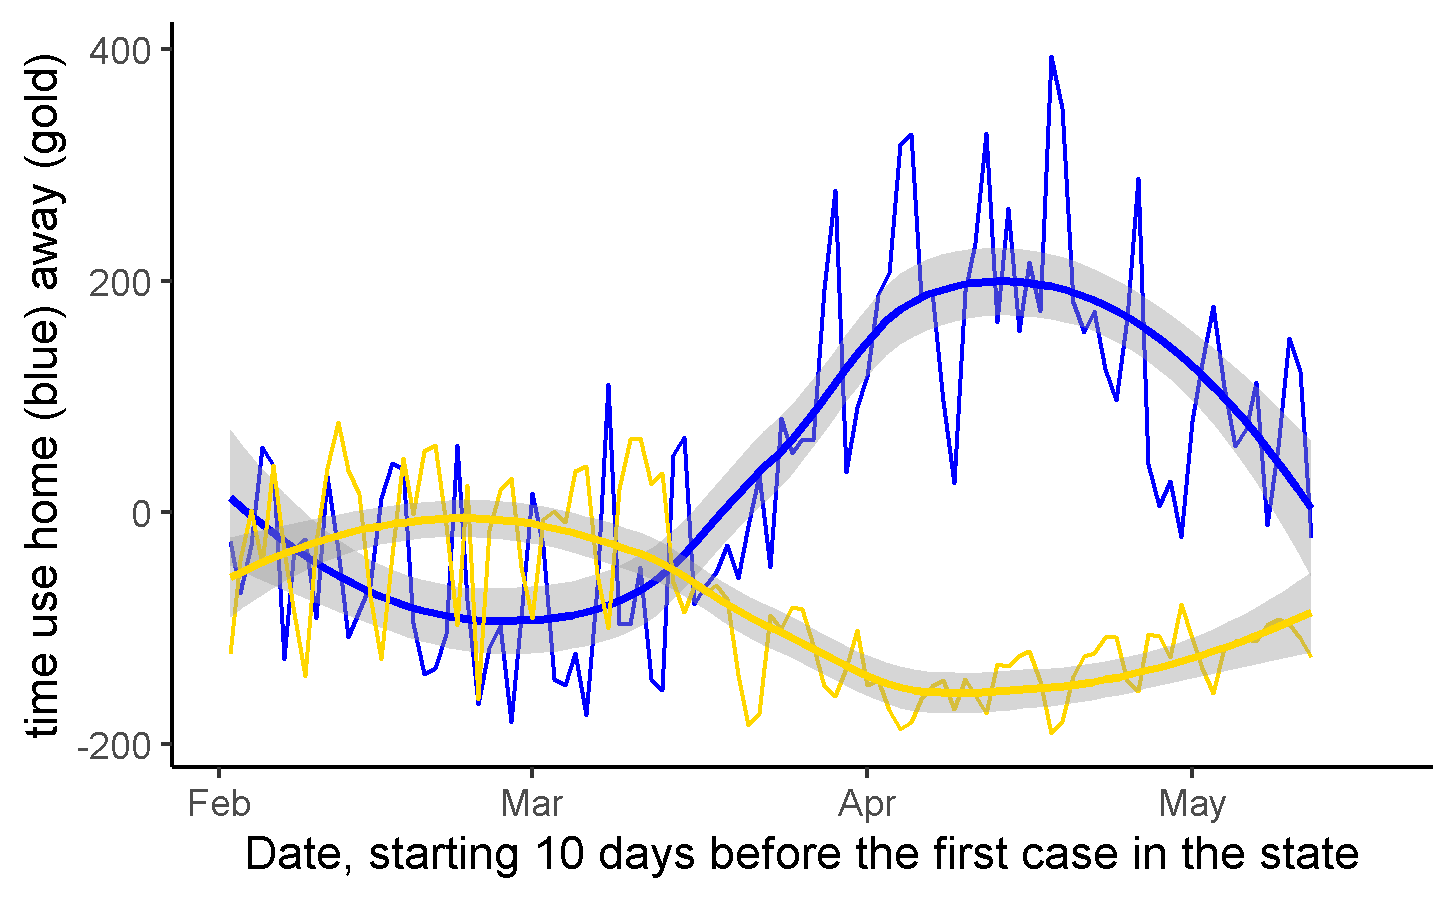 time use home (blue) away (gold)
400
200
0
-200
Feb
Mar
Apr
May
Date, starting 10 days before the first case in the state